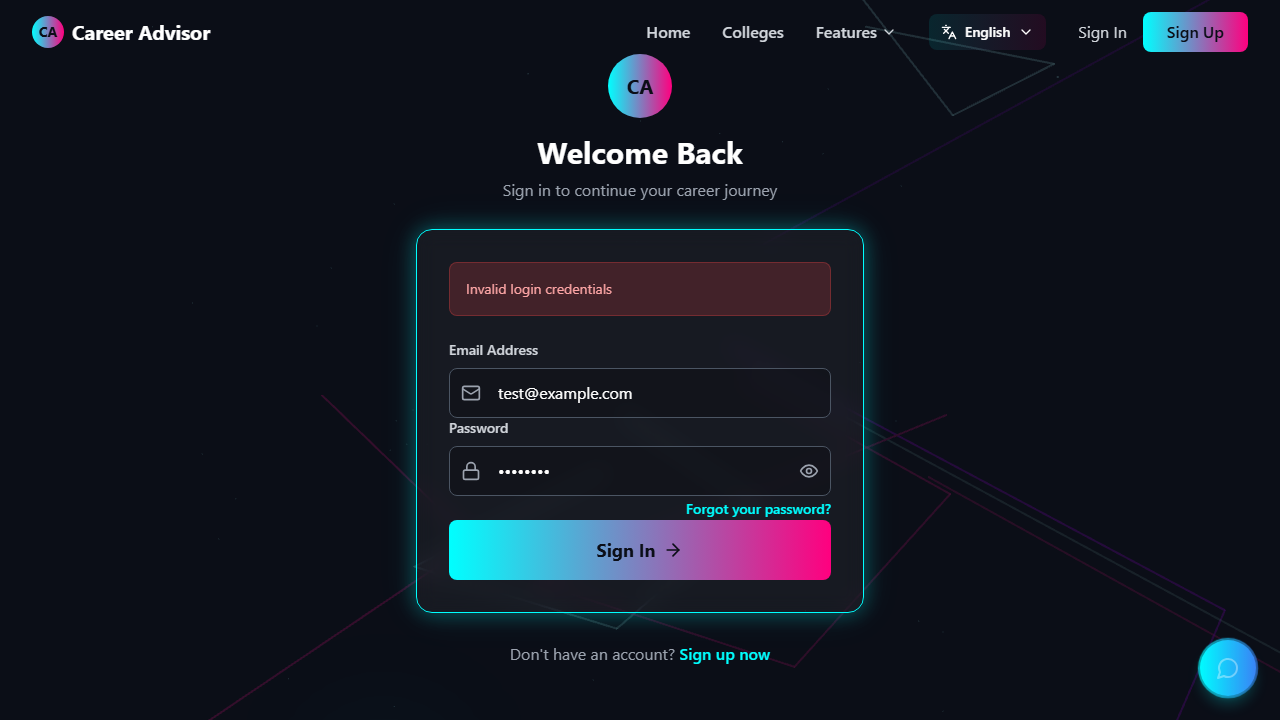 CA Career Advisor Home Colleges Features English Sign In Sign Up
CA
Welcome Back
Sign in to continue your career journey
Invalid login credentials
Email Address
test@example.com
Password
••••••••
Forgot your password?
Sign In →
Don't have an account? Sign up now